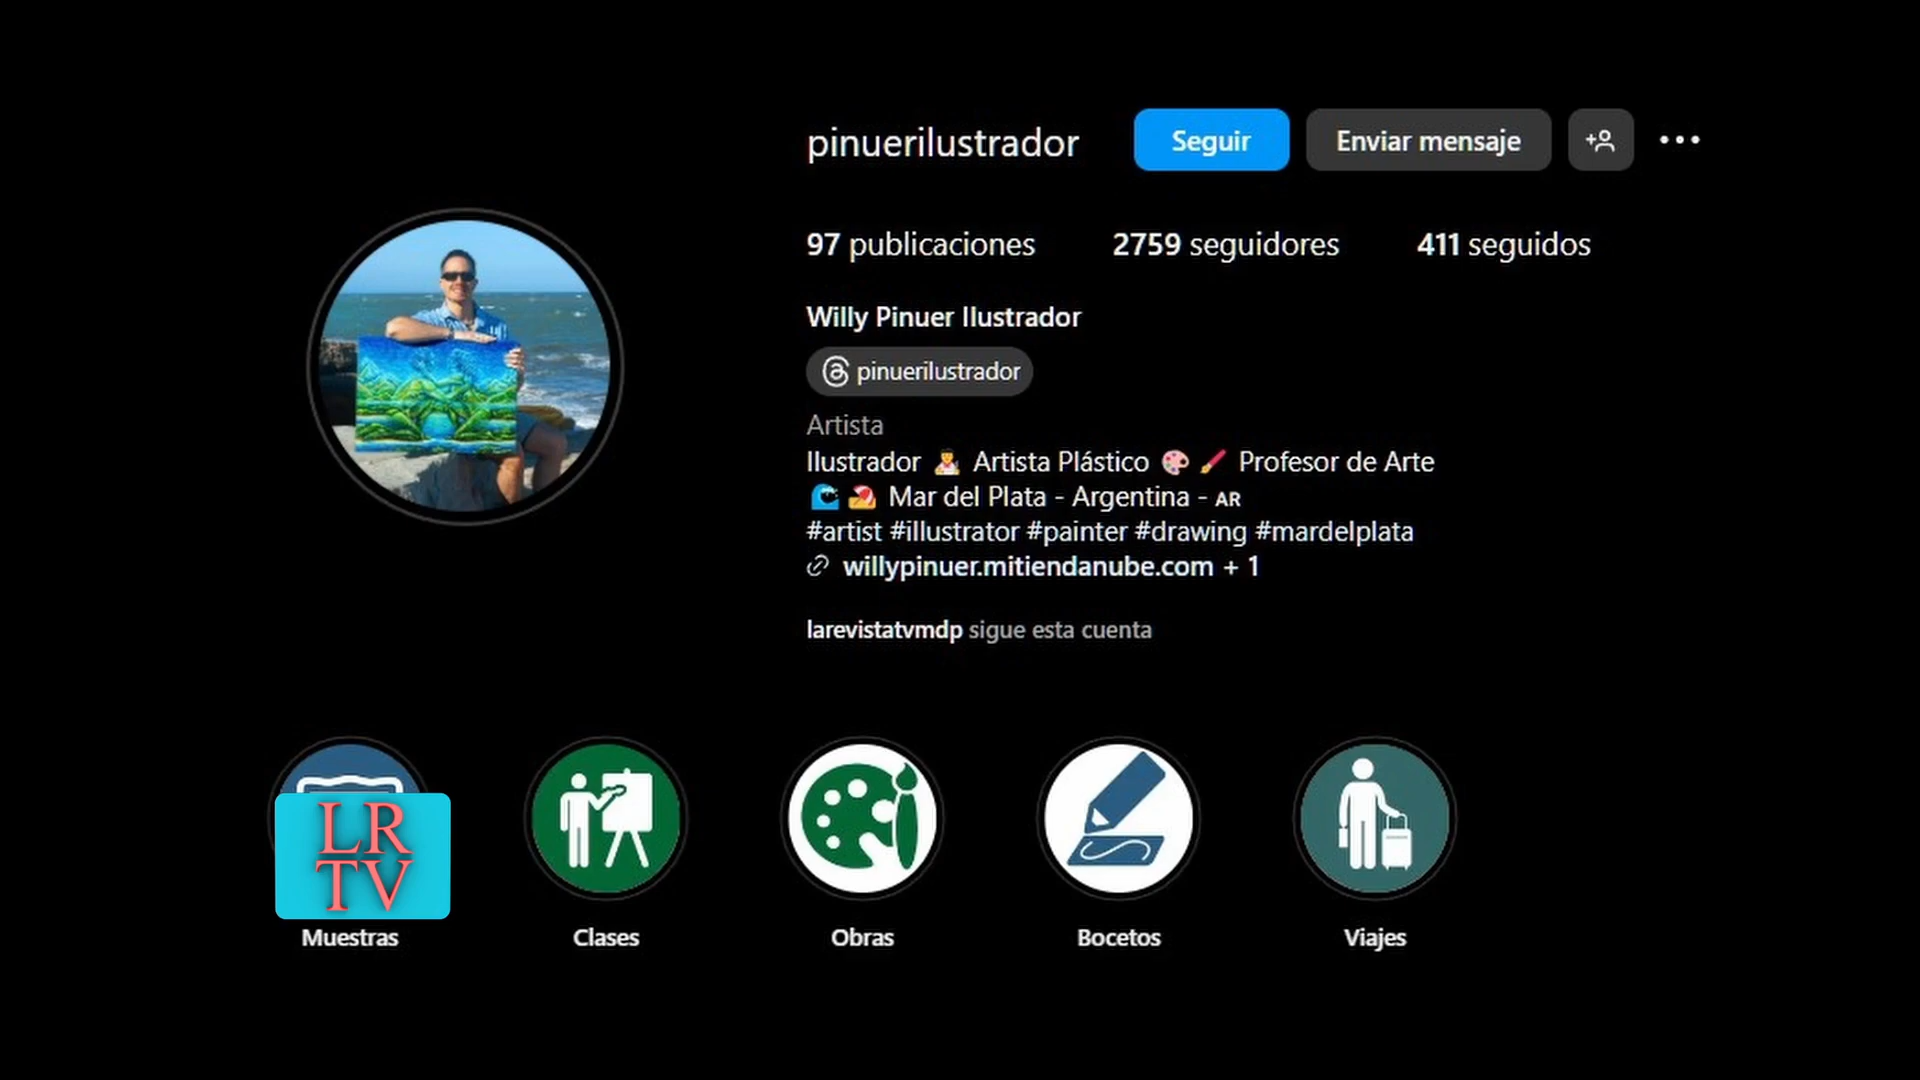 pinuerilustrador Seguir Enviar mensaje
97 publicaciones 2759 seguidores 411 seguidos
Willy Pinuer Ilustrador
pinuerilustrador
Artista
Ilustrador 🧑‍🎨 Artista Plástico 🎨 🖌️ Profesor de Arte
🌊 🏖️ Mar del Plata - Argentina - AR
#artist #illustrator #painter #drawing #mardelplata
willypinuer.mitiendanube.com + 1
larevistatvmdp sigue esta cuenta
LR
TV
Muestras Clases Obras Bocetos Viajes